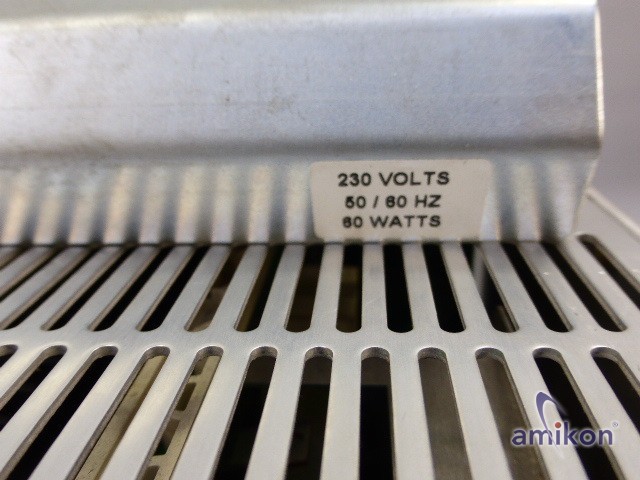 230 VOLTS
50 / 60 HZ
60 WATTS
amikon